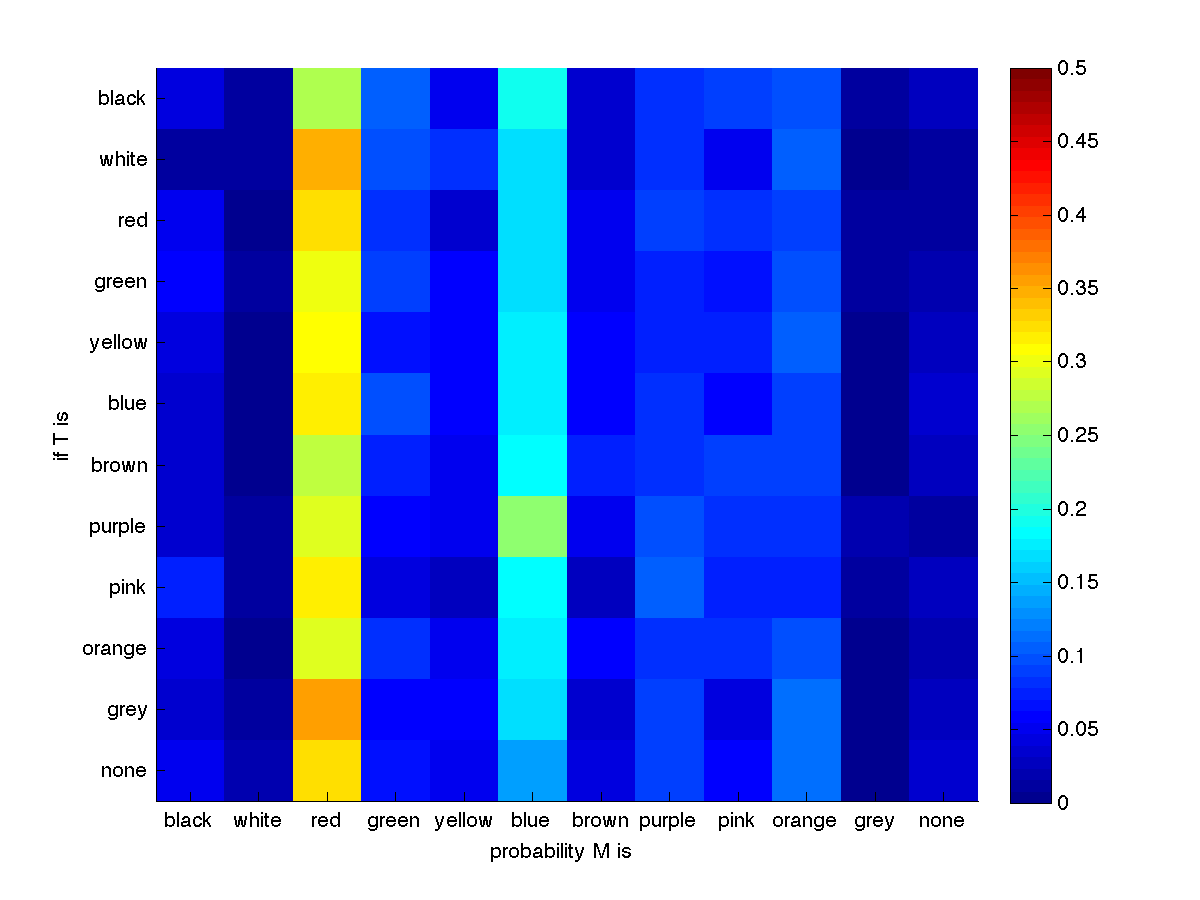 black
white
red
green
yellow
blue
brown
purple
pink
orange
grey
none
if T is
black white red green yellow blue brown purple pink orange grey none
probability M is
0.5
0.45
0.4
0.35
0.3
0.25
0.2
0.15
0.1
0.05
0